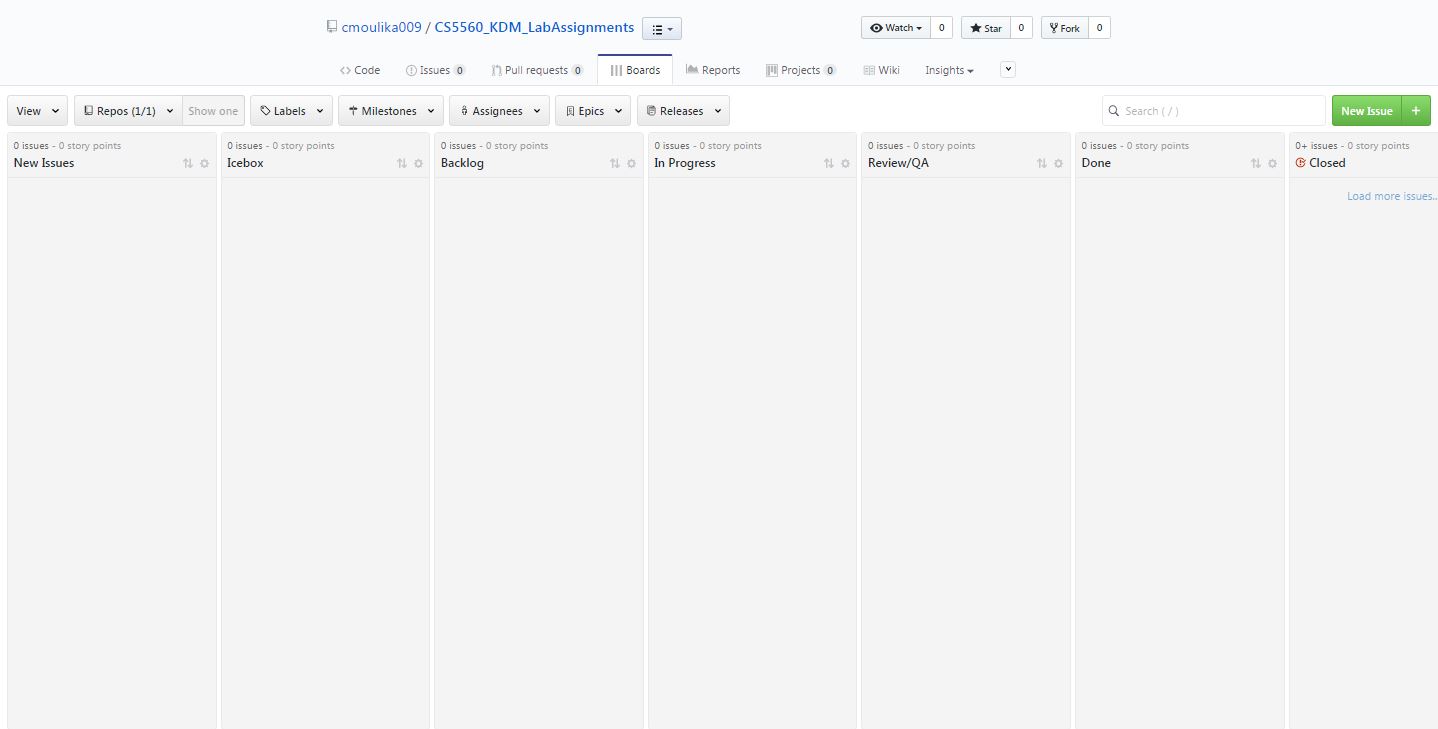 cmoulika009 / CS5560_KDM_LabAssignments
Watch 0 Star 0 Fork 0
Code Issues 0 Pull requests 0 Boards Reports Projects 0 Wiki Insights
View Repos (1/1) Show one Labels Milestones Assignees Epics Releases Search ( / ) New Issue +
0 issues - 0 story points
New Issues
0 issues - 0 story points
Icebox
0 issues - 0 story points
Backlog
0 issues - 0 story points
In Progress
0 issues - 0 story points
Review/QA
0 issues - 0 story points
Done
0+ issues - 0 story points
Closed
Load more issues..